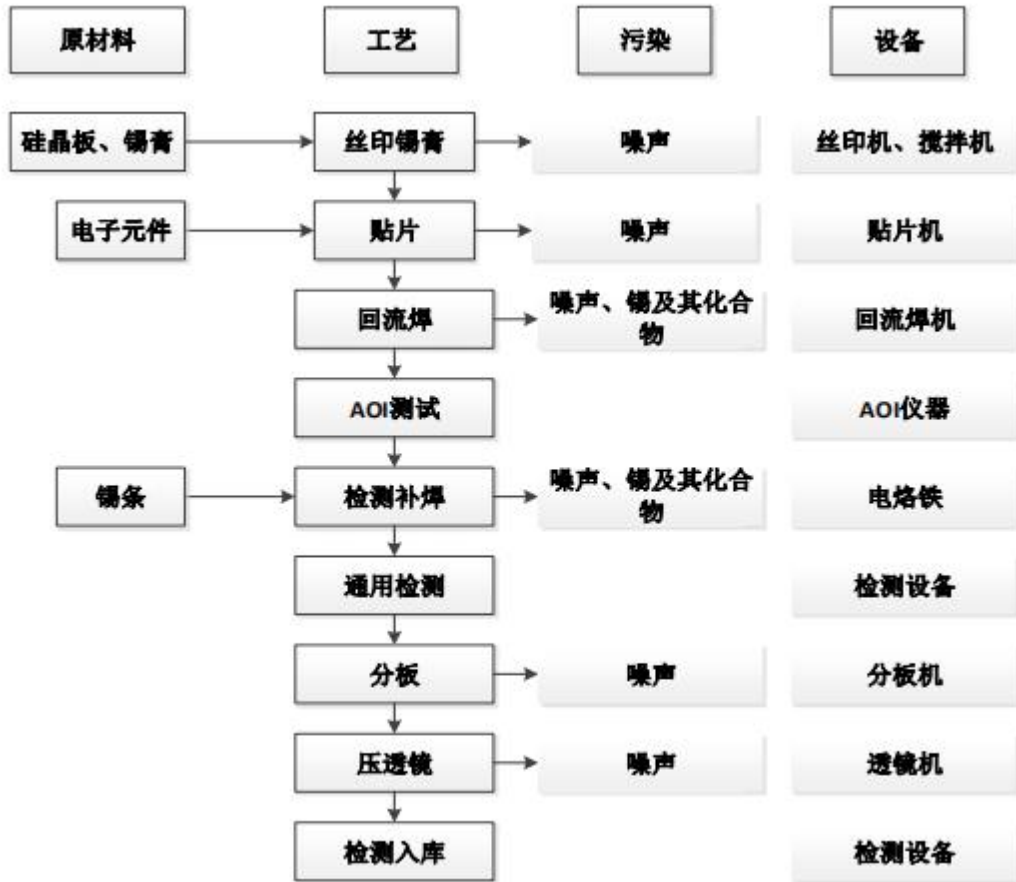 原材料
工艺
污染
设备
硅晶板、锡膏
丝印锡膏
噪声
丝印机、搅拌机
电子元件
贴片
噪声
贴片机
回流焊
噪声、锡及其化合
物
回流焊机
AOI测试
AOI仪器
锡条
检测补焊
噪声、锡及其化合
物
电烙铁
通用检测
检测设备
分板
噪声
分板机
压透镜
噪声
透镜机
检测入库
检测设备